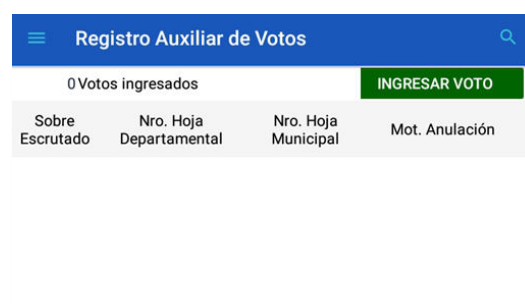 Registro Auxiliar de Votos
0 Votos ingresados INGRESAR VOTO
Sobre Escrutado
Nro. Hoja Departamental
Nro. Hoja Municipal
Mot. Anulación